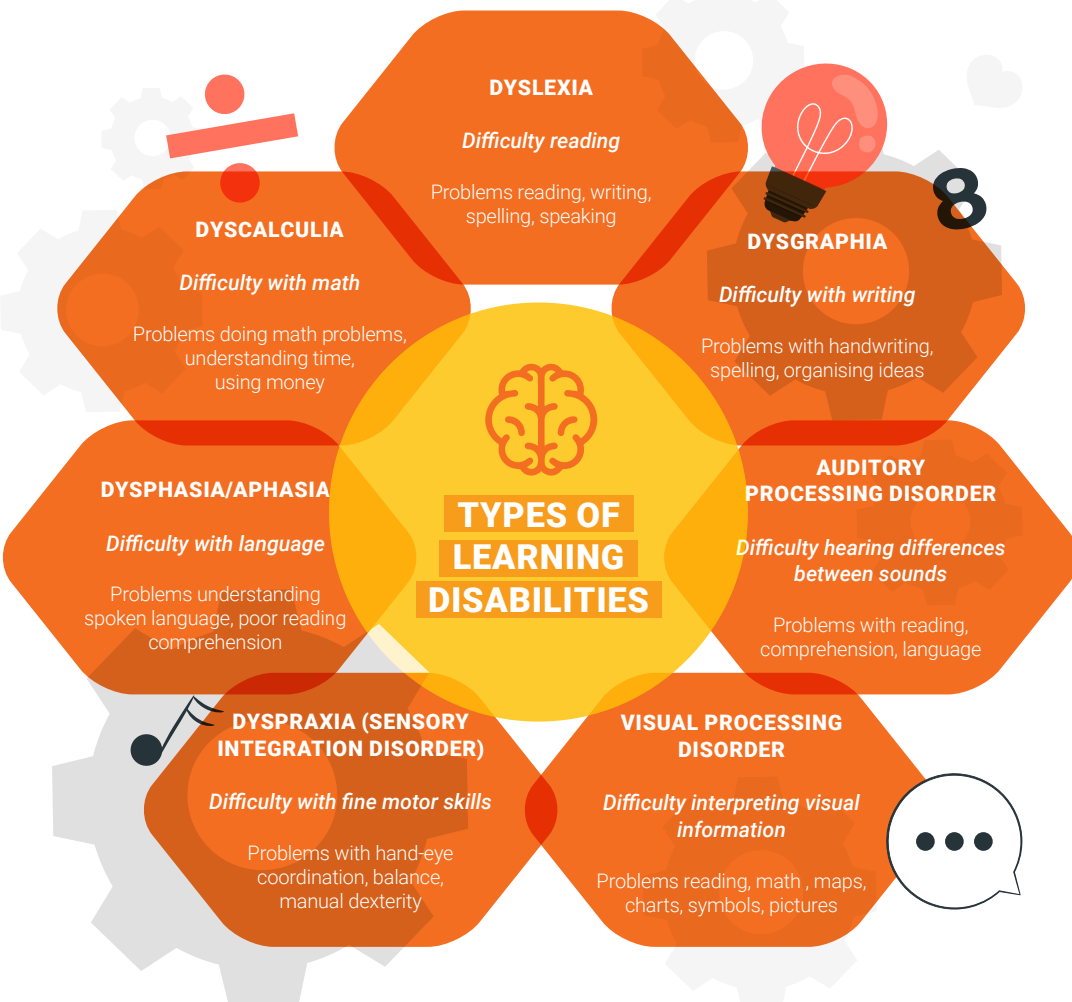 DYSLEXIA
Difficulty reading
Problems reading, writing,
spelling, speaking
8
DYSCALCULIA
Difficulty with math
Problems doing math problems,
understanding time,
using money
DYSGRAPHIA
Difficulty with writing
Problems with handwriting,
spelling, organising ideas
TYPES OF
LEARNING
DISABILITIES
DYSPHASIA/APHASIA
Difficulty with language
Problems understanding
spoken language, poor reading
comprehension
AUDITORY
PROCESSING DISORDER
Difficulty hearing differences
between sounds
Problems with reading,
comprehension, language
DYSPRAXIA (SENSORY
INTEGRATION DISORDER)
Difficulty with fine motor skills
Problems with hand-eye
coordination, balance,
manual dexterity
VISUAL PROCESSING
DISORDER
Difficulty interpreting visual
information
Problems reading, math , maps,
charts, symbols, pictures